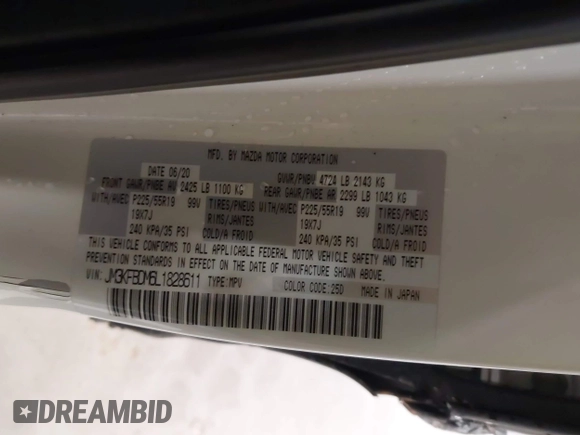 MFD. BY MAZDA MOTOR CORPORATION
DATE 06/20 GVWR/PNBV 4724 LB 2143 KG
FRONT GAWR/PNBE AV 2425 LB 1100 KG REAR GAWR/PNBE AR 2299 LB 1043 KG
WITH/AVEC P225/55R19 99V TIRES/PNEUS WITH/AVEC P225/55R19 99V TIRES/PNEUS
19X7J RIMS/JANTES 19X7J RIMS/JANTES
240 KPA/35 PSI COLD/A FROID 240 KPA/35 PSI COLD/A FROID
THIS VEHICLE CONFORMS TO ALL APPLICABLE FEDERAL MOTOR VEHICLE SAFETY AND THEFT PREVENTION
STANDARDS IN EFFECT ON THE DATE OF MANUFACTURE SHOWN ABOVE.
VIN: JM3KFBDM6L1828611 TYPE:MPV COLOR CODE:25D MADE IN JAPAN
DREAMBID